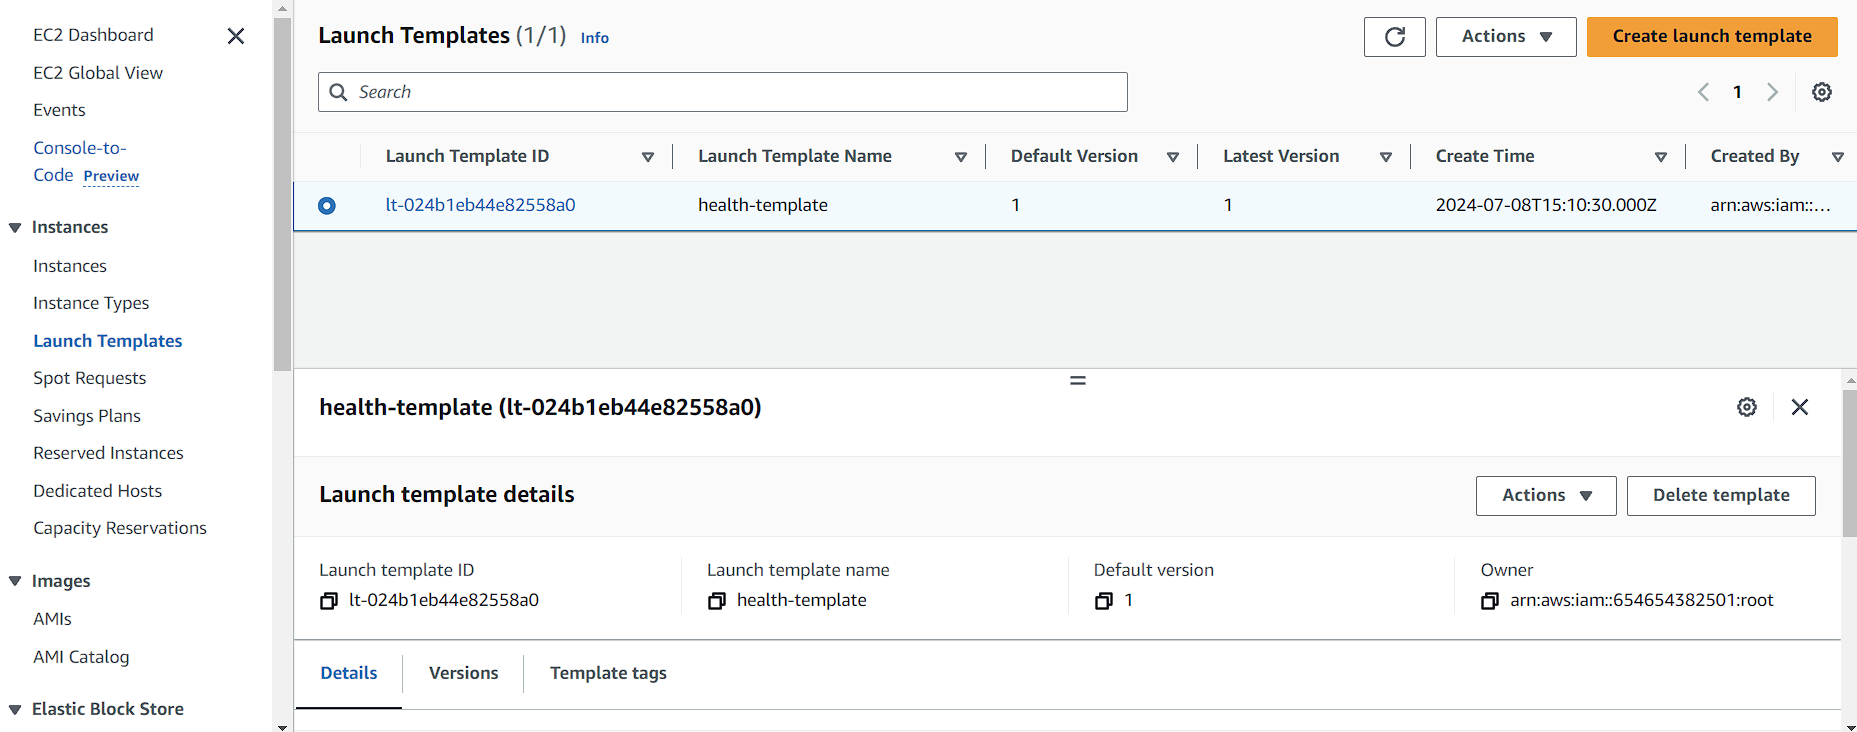 EC2 Dashboard
EC2 Global View
Events
Console-to-
Code Preview
Instances
Instances
Instance Types
Launch Templates
Spot Requests
Savings Plans
Reserved Instances
Dedicated Hosts
Capacity Reservations
Images
AMIs
AMI Catalog
Elastic Block Store
Launch Templates (1/1) Info
Actions
Create launch template
Search
1
Launch Template ID Launch Template Name Default Version Latest Version Create Time Created By
lt-024b1eb44e82558a0 health-template 1 1 2024-07-08T15:10:30.000Z arn:aws:iam::...
health-template (lt-024b1eb44e82558a0)
Launch template details
Actions
Delete template
Launch template ID Launch template name Default version Owner
lt-024b1eb44e82558a0 health-template 1 arn:aws:iam::654654382501:root
Details Versions Template tags